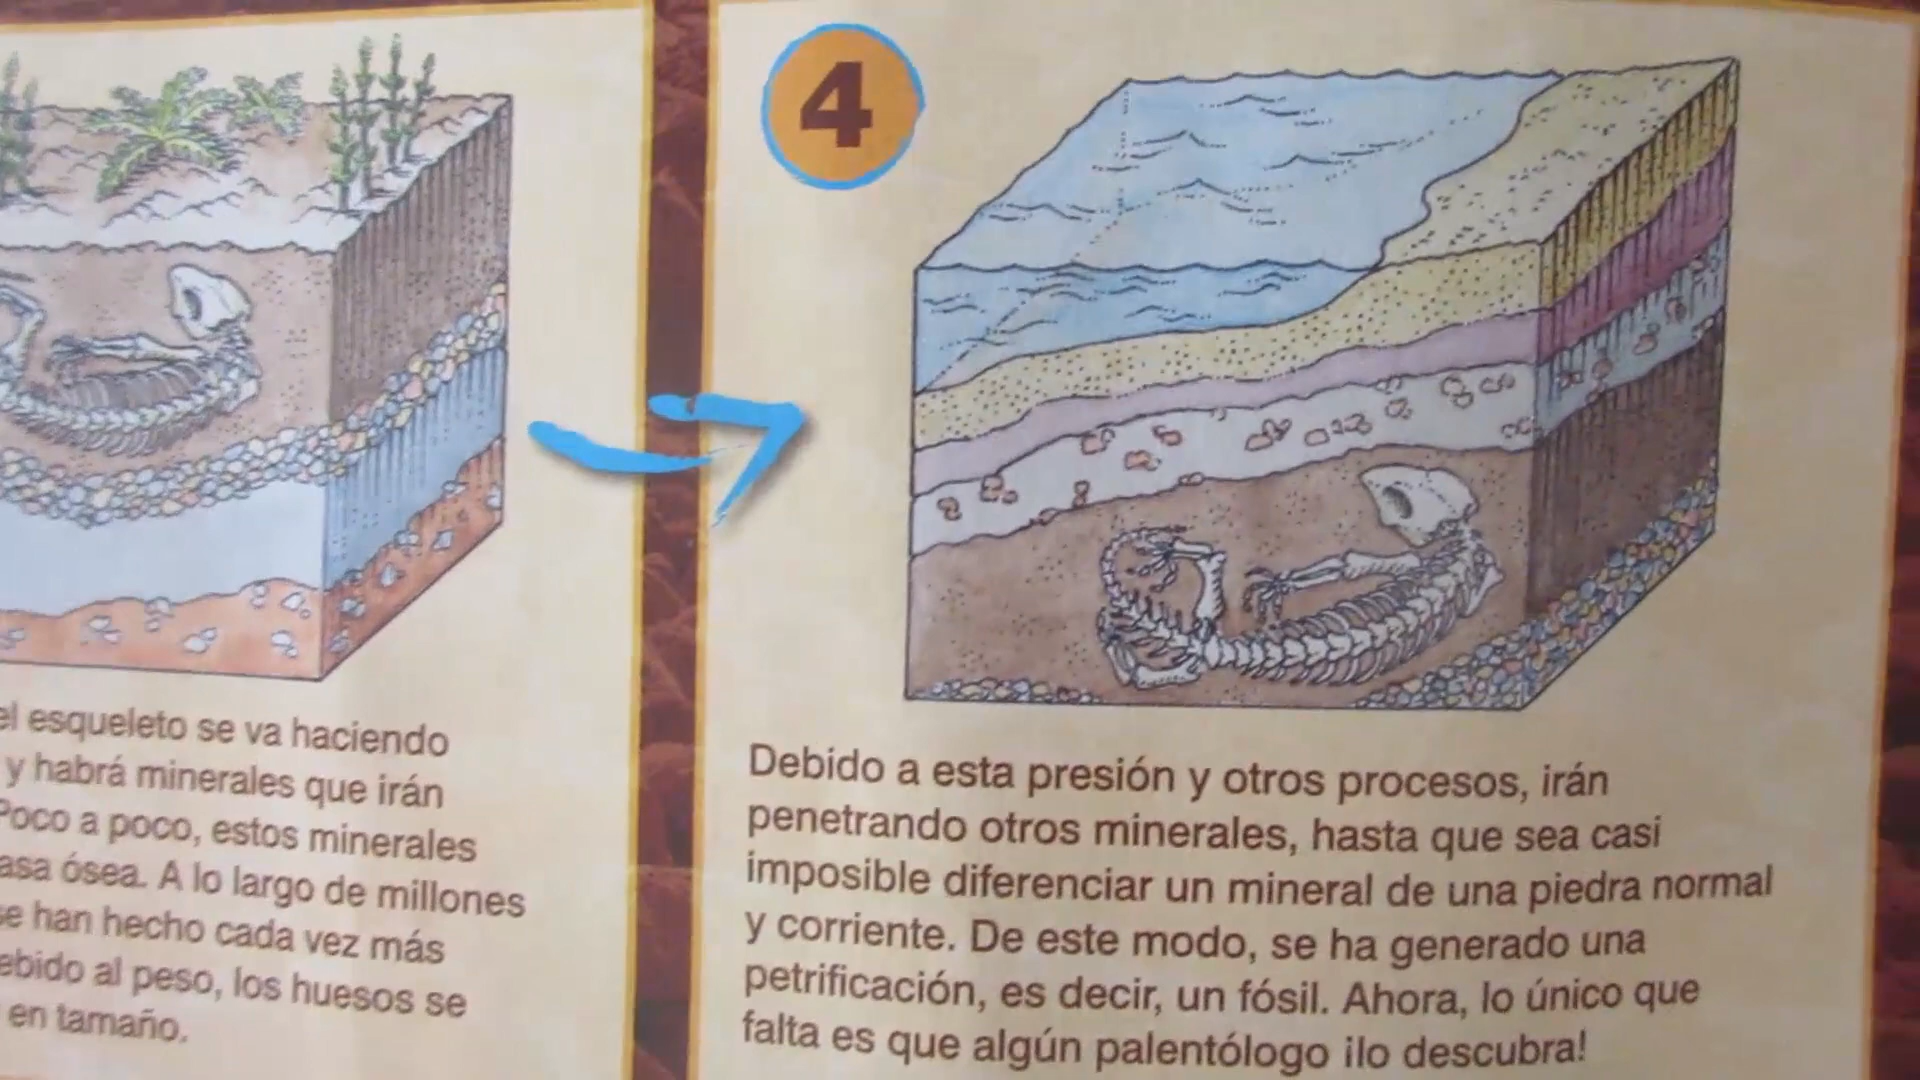 el esqueleto se va haciendo
y habrá minerales que irán
Poco a poco, estos minerales
asa ósea. A lo largo de millones
se han hecho cada vez más
ebido al peso, los huesos se
en tamaño.
4
Debido a esta presión y otros procesos, irán
penetrando otros minerales, hasta que sea casi
imposible diferenciar un mineral de una piedra normal
y corriente. De este modo, se ha generado una
petrificación, es decir, un fósil. Ahora, lo único que
falta es que algún palentólogo ¡lo descubra!